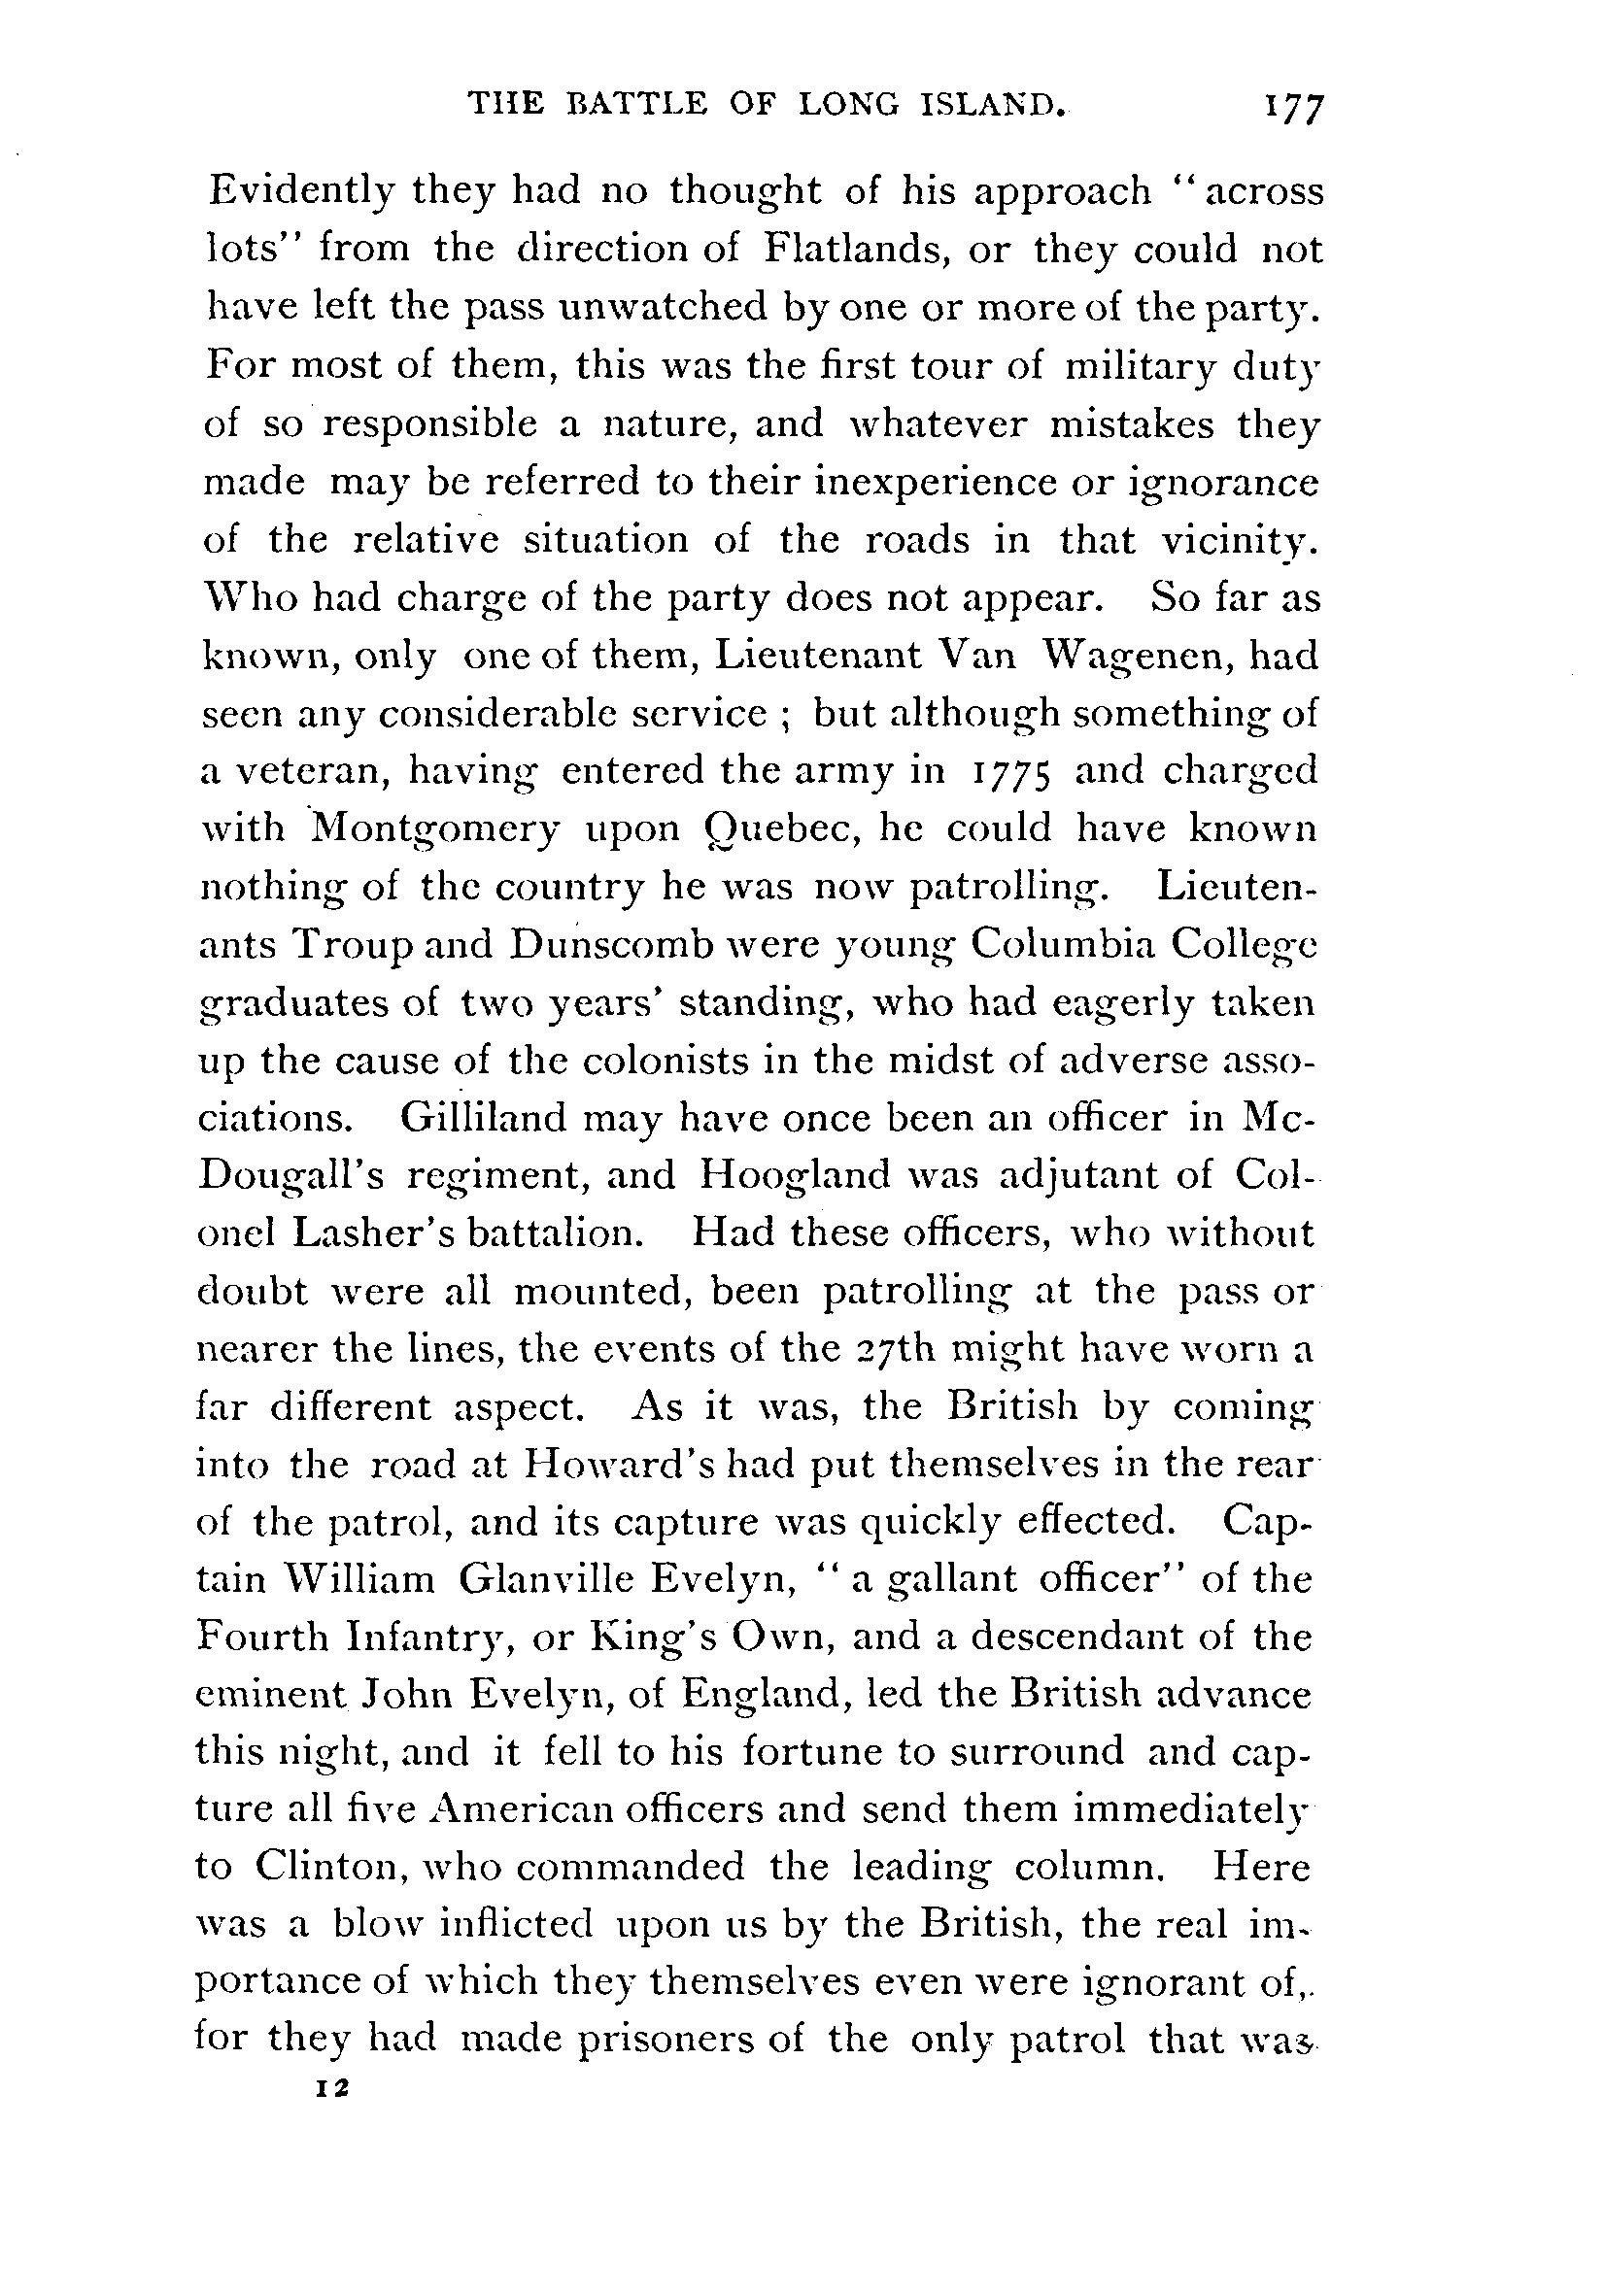 THE BATTLE OF LONG ISLAND. 177
Evidently they had no thought of his approach “across
lots” from the direction of Flatlands, or they could not
have left the pass unwatched by one or more of the party.
For most of them, this was the first tour of military duty
of so responsible a nature, and whatever mistakes they
made may be referred to their inexperience or ignorance
of the relative situation of the roads in that vicinity.
Who had charge of the party does not appear. So far as
known, only one of them, Lieutenant Van Wagenen, had
seen any considerable service ; but although something of
a veteran, having entered the army in 1775 and charged
with Montgomery upon Quebec, he could have known
nothing of the country he was now patrolling. Lieuten-
ants Troup and Dunscomb were young Columbia College
graduates of two years’ standing, who had eagerly taken
up the cause of the colonists in the midst of adverse asso-
ciations. Gilliland may have once been an officer in Mc-
Dougall’s regiment, and Hoogland was adjutant of Col-
onel Lasher’s battalion. Had these officers, who without
doubt were all mounted, been patrolling at the pass or
nearer the lines, the events of the 27th might have worn a
far different aspect. As it was, the British by coming
into the road at Howard’s had put themselves in the rear
of the patrol, and its capture was quickly effected. Cap-
tain William Glanville Evelyn, “a gallant officer” of the
Fourth Infantry, or King’s Own, and a descendant of the
eminent John Evelyn, of England, led the British advance
this night, and it fell to his fortune to surround and cap-
ture all five American officers and send them immediately
to Clinton, who commanded the leading column. Here
was a blow inflicted upon us by the British, the real im-
portance of which they themselves even were ignorant of,
for they had made prisoners of the only patrol that was
12